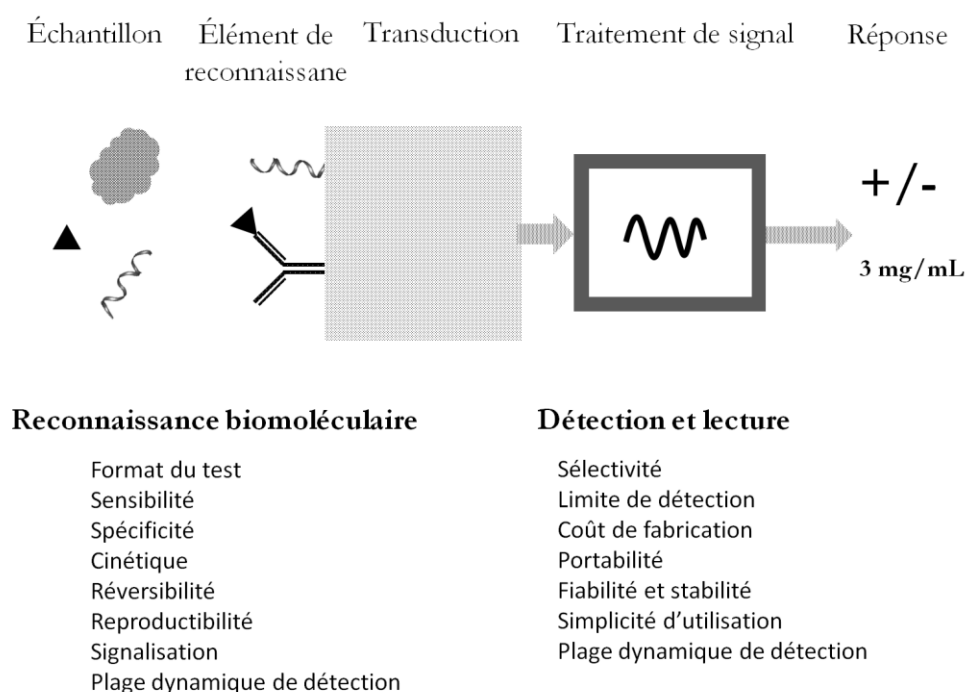 Échantillon
Élément de
reconnaissane
Transduction
Traitement de signal
Réponse
+/-
3 mg/mL
Reconnaissance biomoléculaire
Format du test
Sensibilité
Spécificité
Cinétique
Réversibilité
Reproductibilité
Signalisation
Plage dynamique de détection
Détection et lecture
Sélectivité
Limite de détection
Coût de fabrication
Portabilité
Fiabilité et stabilité
Simplicité d'utilisation
Plage dynamique de détection